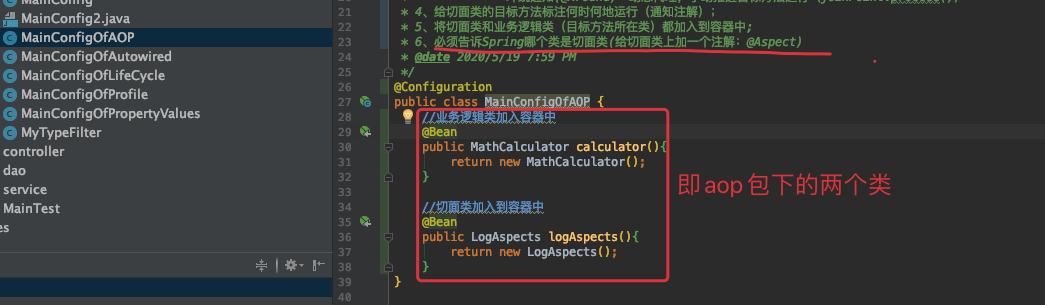 MainConfig
MainConfig2.java
MainConfigOfAOP
MainConfigOfAutowired
MainConfigOfLifeCycle
MainConfigOfProfile
MainConfigOfPropertyValues
MyTypeFilter
controller
dao
service
MainTest
es
21 * 4、给切面类的目标方法标注何时何地运行（通知注解）;
22 * 5、将切面类和业务逻辑类（目标方法所在类）都加入到容器中;
23 * 6、必须告诉Spring哪个类是切面类(给切面类上加一个注解：@Aspect)
24 * @date 2020/5/19 7:59 PM
25 */
26 @Configuration
27 public class MainConfigOfAOP {
28 //业务逻辑类加入容器中
29 @Bean
30 public MathCalculator calculator(){
31 return new MathCalculator();
32 }
33
34 //切面类加入到容器中
35 @Bean
36 public LogAspects logAspects(){
37 return new LogAspects();
38 }
39 }
40
即aop包下的两个类